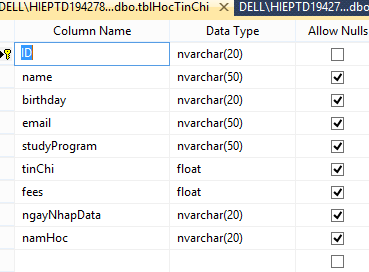 DELL\HIEPTD194278...dbo.tblHocTinChi × DELL\HIEPTD19427...dbo
Column Name Data Type Allow Nulls
ID nvarchar(20)
name nvarchar(50)
birthday nvarchar(20)
email nvarchar(50)
studyProgram nvarchar(50)
tinChi float
fees float
ngayNhapData nvarchar(20)
namHoc nvarchar(20)